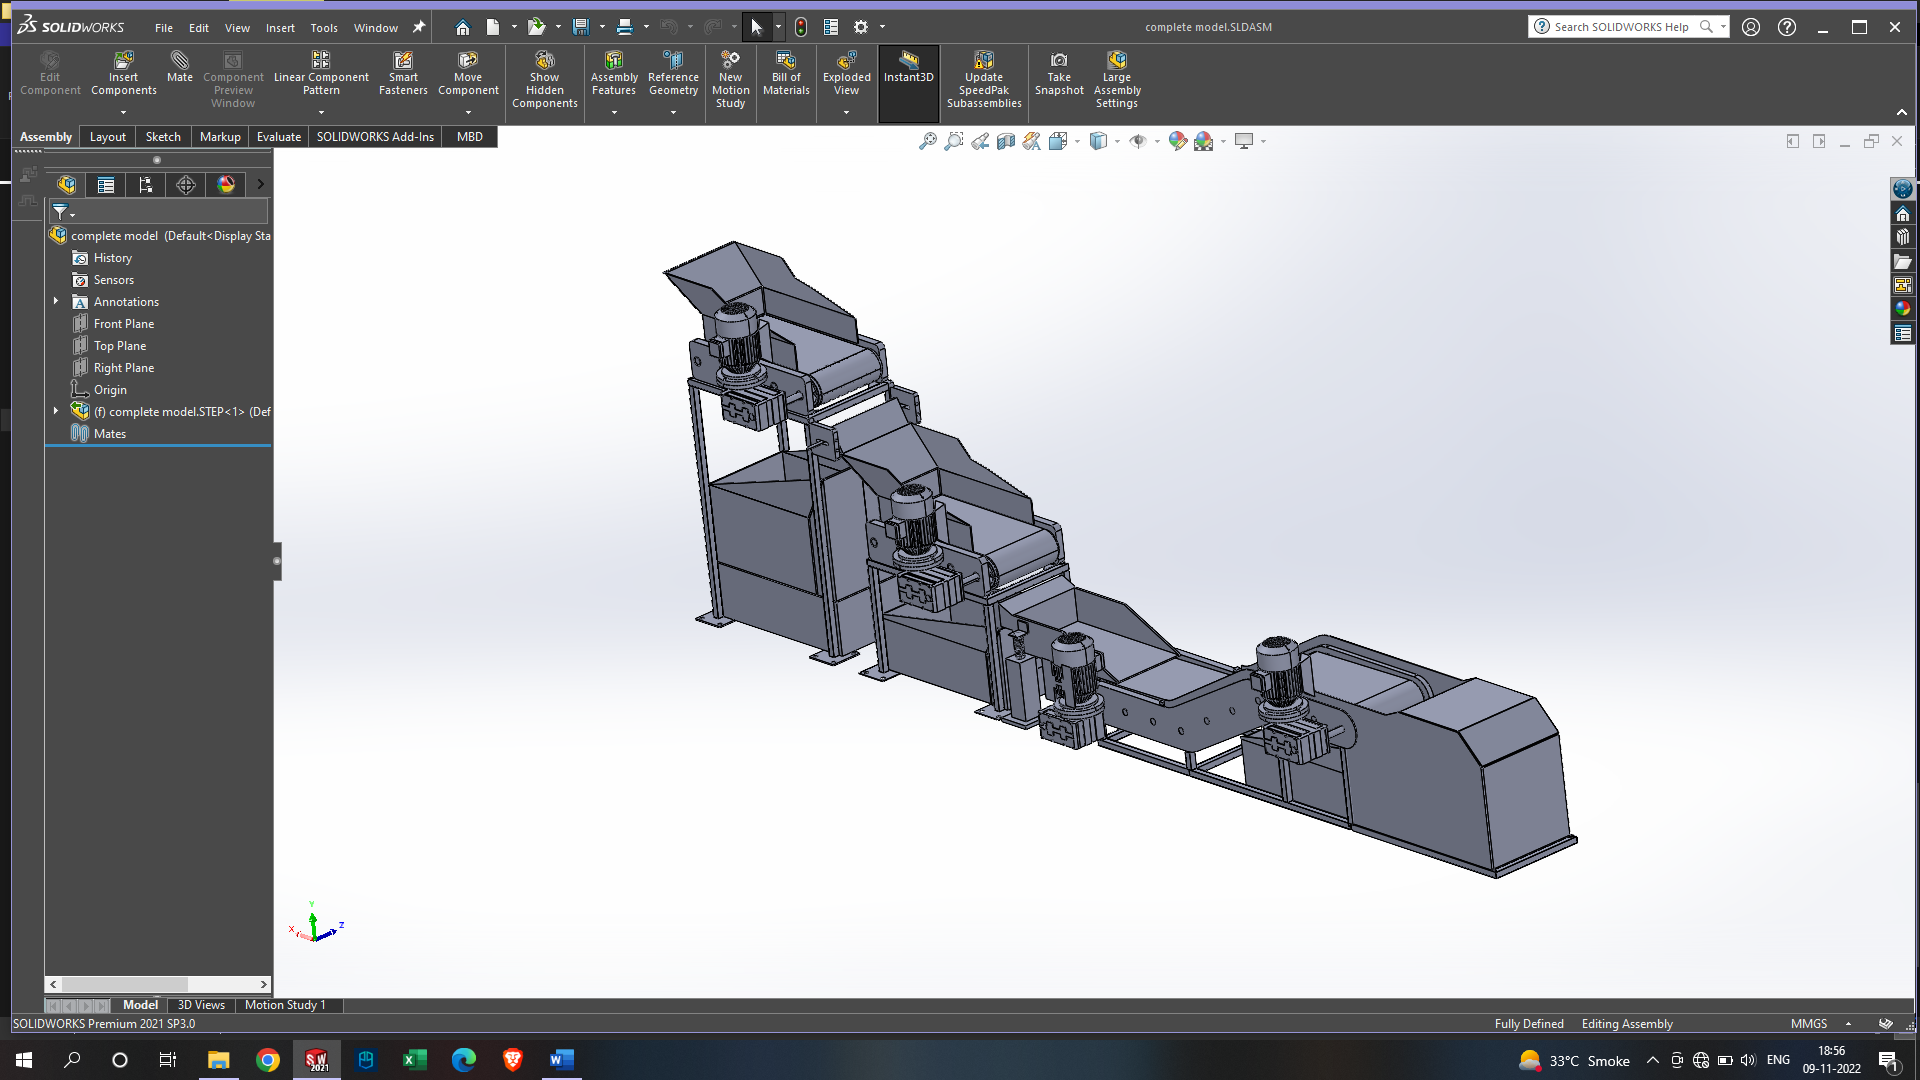 SOLIDWORKS File Edit View Insert Tools Window complete model.SLDASM Search SOLIDWORKS Help
Edit Component
Insert Components
Mate
Component Preview Window
Linear Component Pattern
Smart Fasteners
Move Component
Show Hidden Components
Assembly Features
Reference Geometry
New Motion Study
Bill of Materials
Exploded View
Instant3D
Update SpeedPak Subassemblies
Take Snapshot
Large Assembly Settings
Assembly Layout Sketch Markup Evaluate SOLIDWORKS Add-Ins MBD
complete model (Default<Display Sta
History
Sensors
Annotations
Front Plane
Top Plane
Right Plane
Origin
(f) complete model.STEP<1> (Def
Mates
Y
X
Z
Model 3D Views Motion Study 1
SOLIDWORKS Premium 2021 SP3.0 Fully Defined Editing Assembly MMGS
33°C Smoke ENG 18:56
09-11-2022